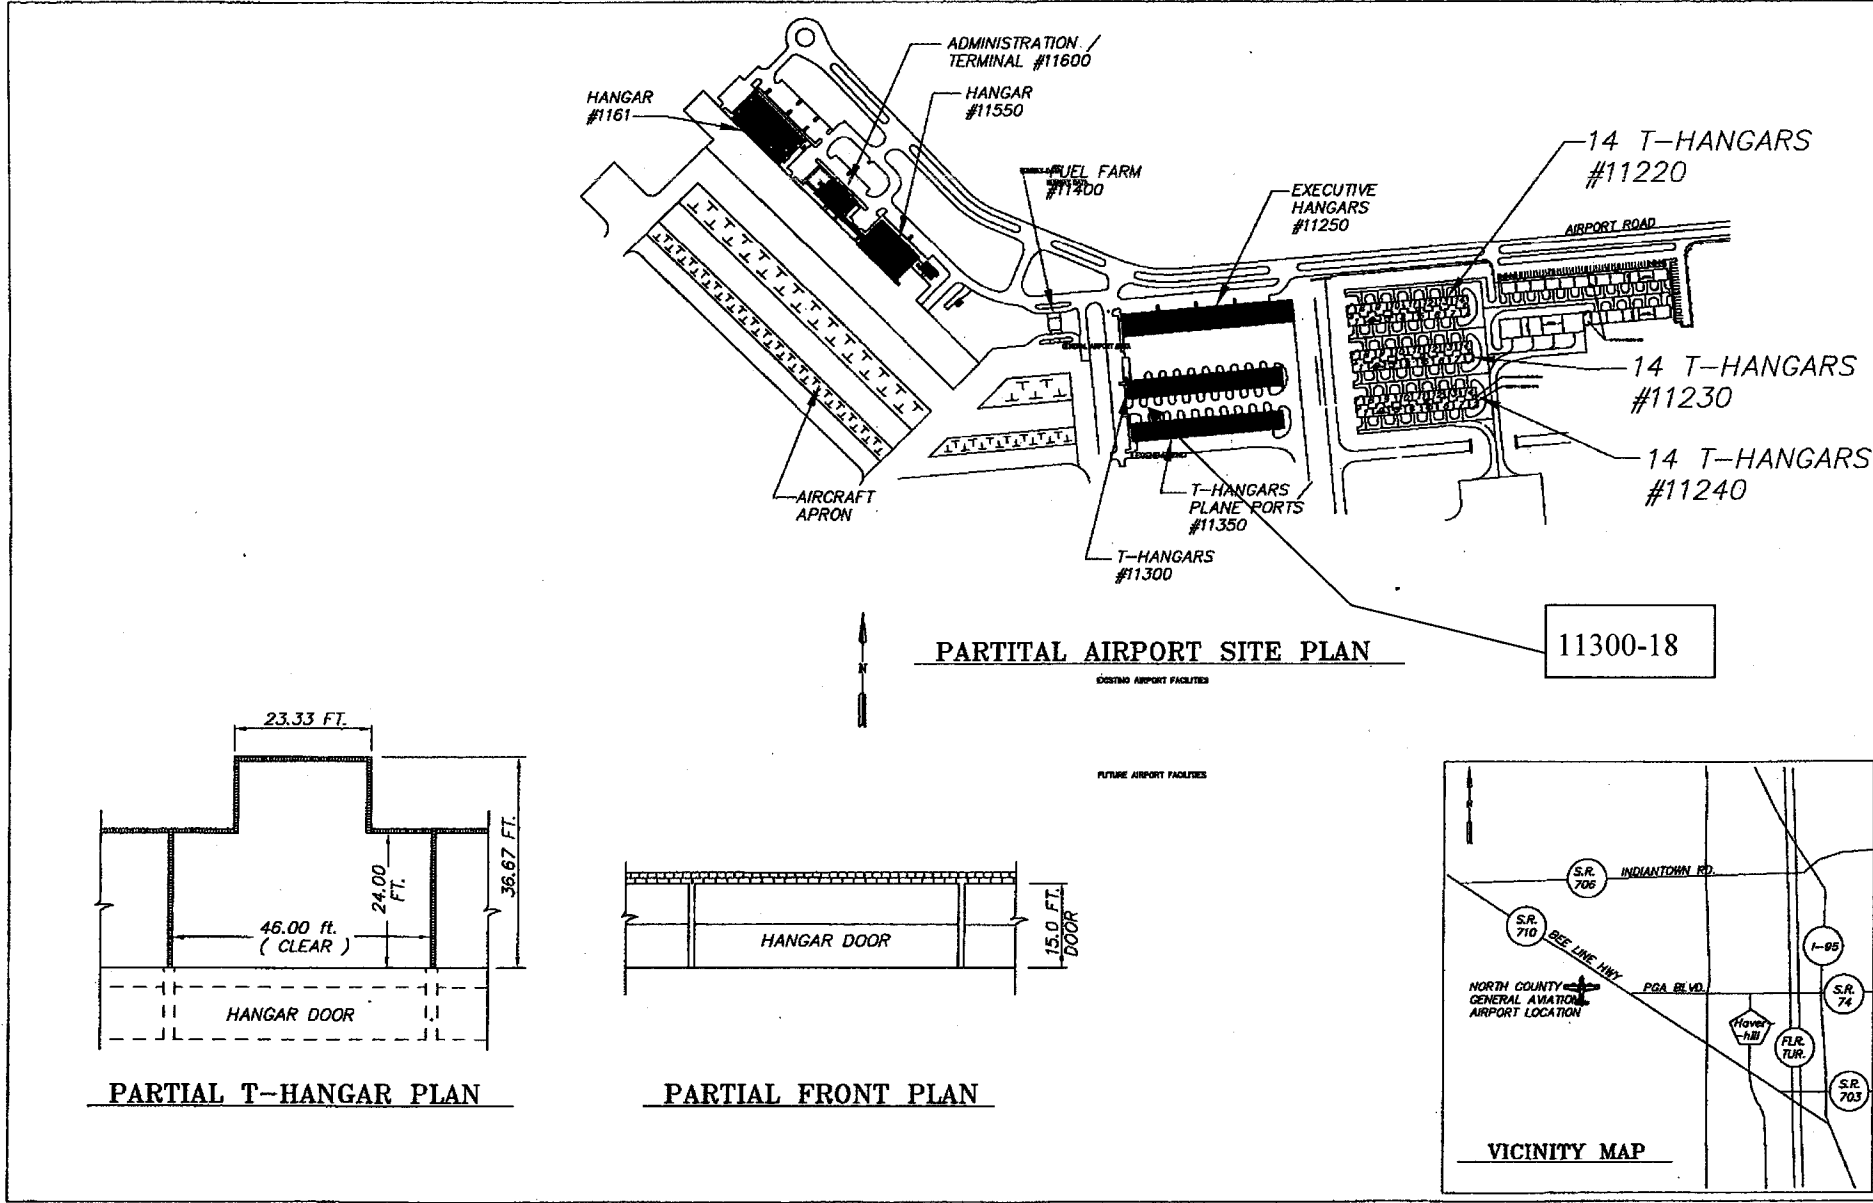 ADMINISTRATION /
TERMINAL #11600
HANGAR
#1161
HANGAR
#11550
FUEL FARM
#11400
EXECUTIVE
HANGARS
#11250
14 T-HANGARS
#11220
AIRPORT ROAD
14 T-HANGARS
#11230
14 T-HANGARS
#11240
AIRCRAFT
APRON
T-HANGARS
PLANE PORTS
#11350
T-HANGARS
#11300
11300-18
N
PARTITAL AIRPORT SITE PLAN
EXISTING AIRPORT FACILITIES
FUTURE AIRPORT FACILITIES
23.33 FT.
36.67 FT.
24.00
FT.
46.00 ft.
( CLEAR )
HANGAR DOOR
PARTIAL T-HANGAR PLAN
HANGAR DOOR
15.0 FT.
DOOR
PARTIAL FRONT PLAN
N
S.R.
706
INDIANTOWN RD.
S.R.
710
BEE LINE HWY
I-95
NORTH COUNTY
GENERAL AVIATION
AIRPORT LOCATION
PGA BLVD.
S.R.
74
Haver
-hill
FLR.
TUR.
S.R.
703
VICINITY MAP